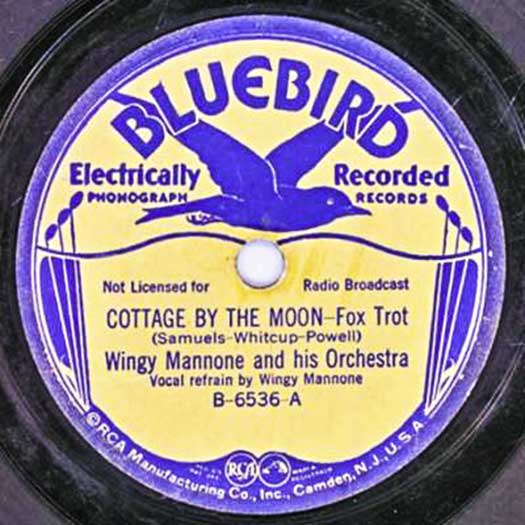 BLUEBIRD
Electrically Recorded
PHONOGRAPH RECORDS
Not Licensed for Radio Broadcast
COTTAGE BY THE MOON-Fox Trot
(Samuels-Whitcup-Powell)
Wingy Mannone and his Orchestra
Vocal refrain by Wingy Mannone
B-6536-A
RCA
©RCA Manufacturing Co., Inc., Camden, N.J., U.S.A